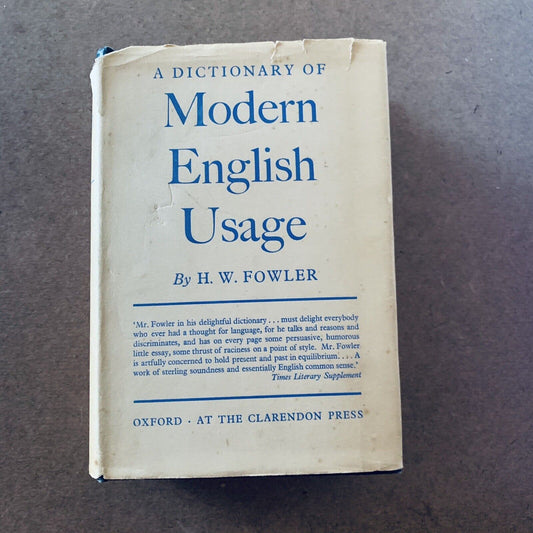 A DICTIONARY OF
Modern
English
Usage
By H. W. FOWLER
'Mr. Fowler in his delightful dictionary . . . must delight everybody
who ever had a thought for language, for he talks and reasons and
discriminates, and has on every page some persuasive, humorous
little essay, some thrust of raciness on a point of style. Mr. Fowler
is artfully concerned to hold present and past in equilibrium. . . . A
work of sterling soundness and essentially English common sense.'
Times Literary Supplement
OXFORD · AT THE CLARENDON PRESS